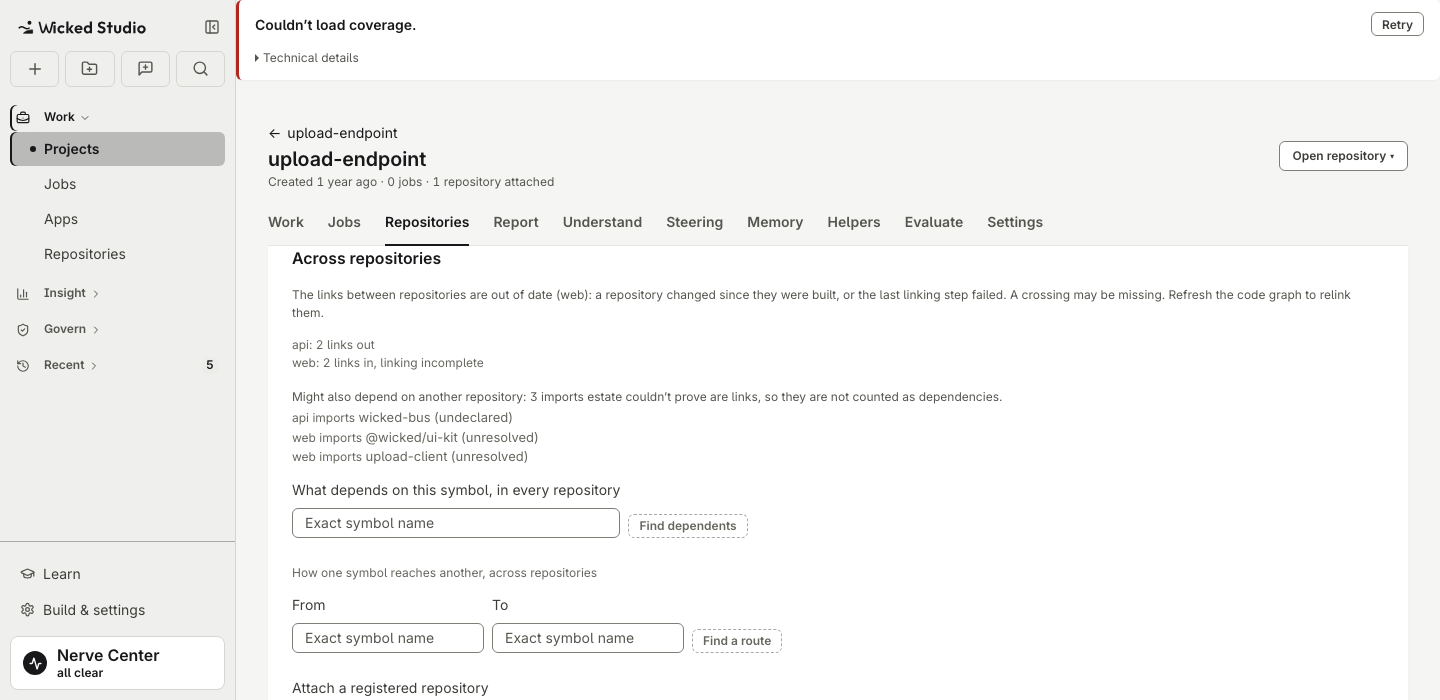 Wicked Studio
Couldn't load coverage.
Retry
Technical details
Work
Projects
Jobs
Apps
Repositories
Insight
Govern
Recent
5
Learn
Build & settings
Nerve Center
all clear
← upload-endpoint
upload-endpoint
Created 1 year ago · 0 jobs · 1 repository attached
Open repository ▾
Work Jobs Repositories Report Understand Steering Memory Helpers Evaluate Settings
Across repositories
The links between repositories are out of date (web): a repository changed since they were built, or the last linking step failed. A crossing may be missing. Refresh the code graph to relink
them.
api: 2 links out
web: 2 links in, linking incomplete
Might also depend on another repository: 3 imports estate couldn't prove are links, so they are not counted as dependencies.
api imports wicked-bus (undeclared)
web imports @wicked/ui-kit (unresolved)
web imports upload-client (unresolved)
What depends on this symbol, in every repository
Exact symbol name
Find dependents
How one symbol reaches another, across repositories
From To
Exact symbol name Exact symbol name Find a route
Attach a registered repository